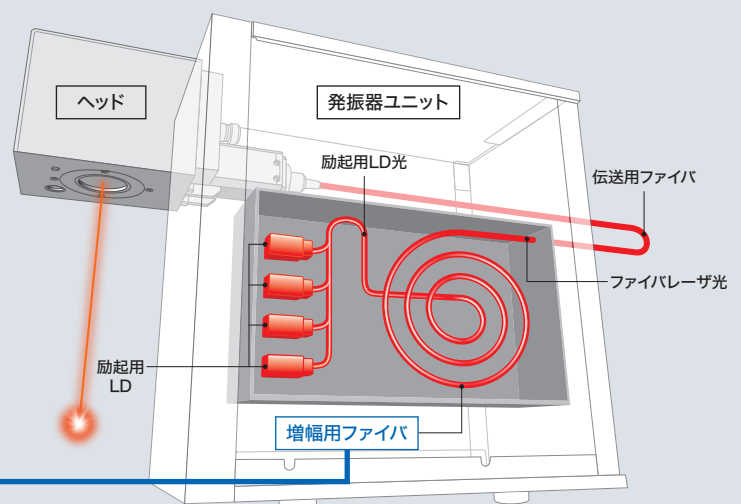 ヘッド
発振器ユニット
励起用LD光
伝送用ファイバ
ファイバレーザ光
励起用
LD
増幅用ファイバ